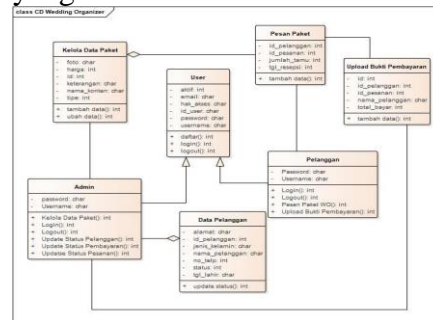 class CD Wedding Organizer
Kelola Data Paket
- foto: char
- harga: int
- id: int
- keterangan: char
- nama_konten: char
- tipe: int
+ tambah data(): int
+ ubah data(): int
User
- aktif: int
- email: char
- hak_akses: char
- id_user: char
- password: char
- username: char
+ daftar(): int
+ login(): int
+ logout(): int
Pesan Paket
- id_pelanggan: int
- id_pesanan: int
- jumlah_tamu: int
- tgl_resepsi: int
+ tambah data(): int
Upload Bukti Pembayaran
- id: int
- id_pelanggan: int
- id_pesanan: int
- nama_pelanggan: char
- total_bayar: int
+ tambah data(): int
Admin
- password: char
- Username: char
+ Kelola Data Paket(): int
+ Login(): int
+ Logout(): int
+ Update Status Pelanggan(): int
+ Update Status Pembayaran(): int
+ Updatse Status Pesanan(): int
Data Pelanggan
- alamat: char
- id_pelanggan: int
- jenis_kelamin: char
- nama_pelanggan: char
- no_telp: int
- status: int
- tgl_lahir: char
+ update status(): int
Pelanggan
- Password: char
- Username: char
+ Login(): int
+ Logout(): int
+ Pesan Paket WO(): int
+ Upload Bukti Pembayaran(): int